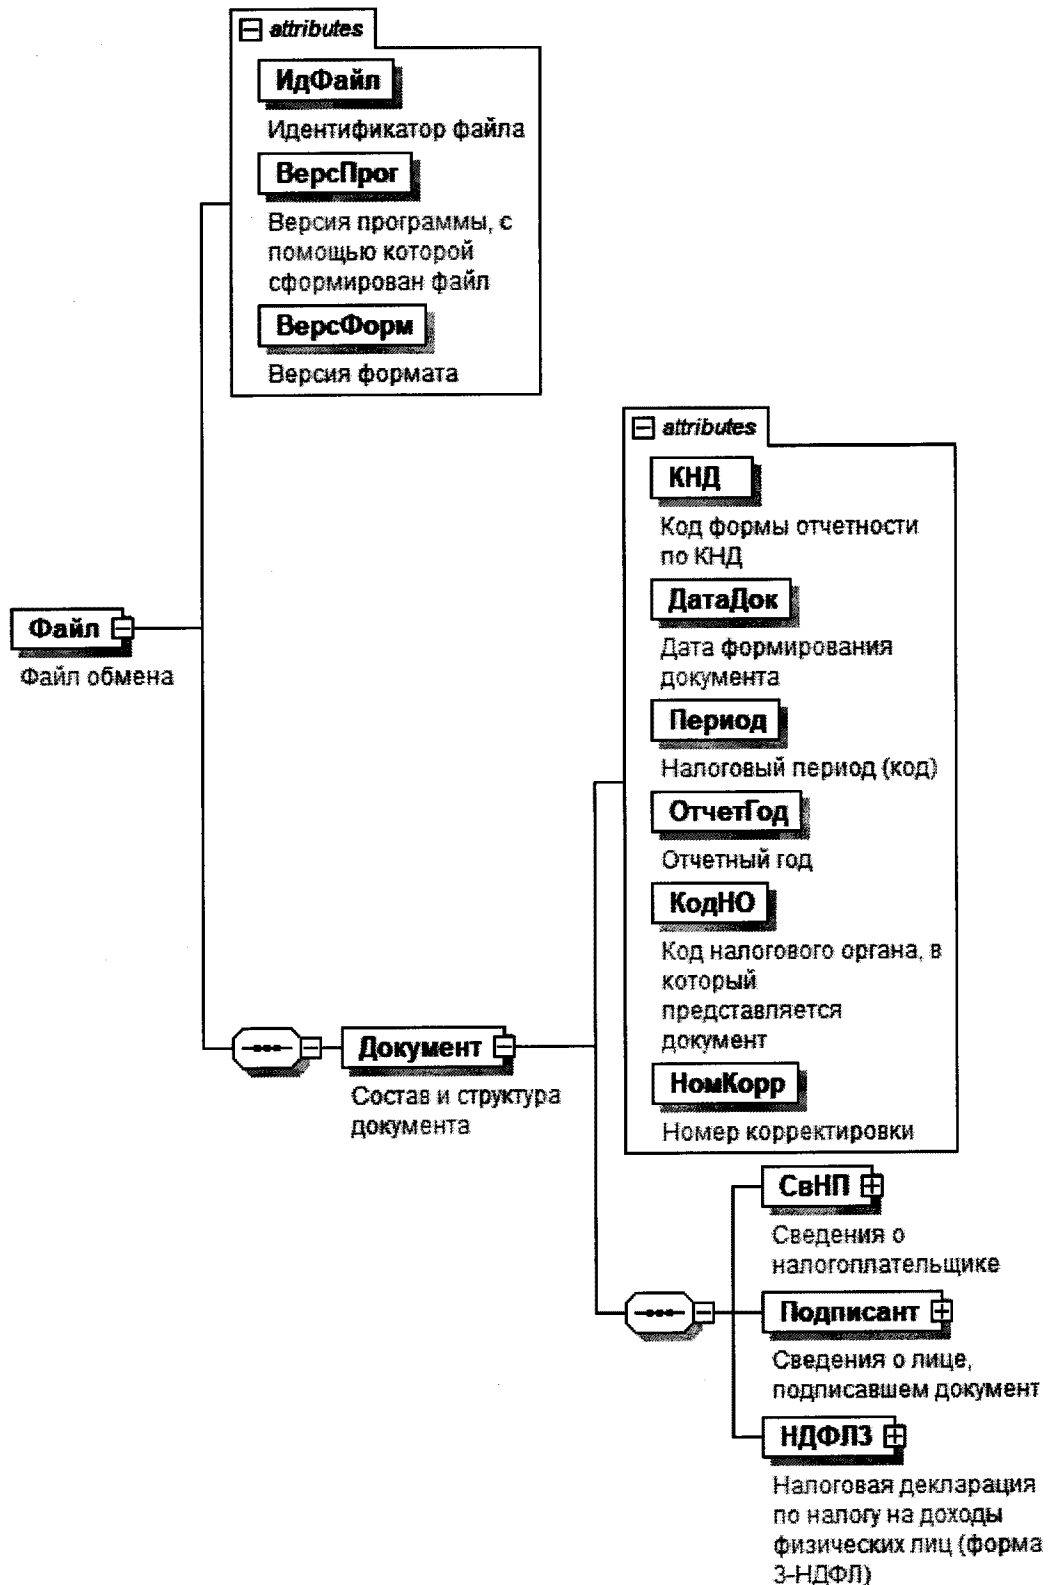 attributes
ИдФайл
Идентификатор файла
ВерсПрог
Версия программы, с
помощью которой
сформирован файл
ВерсФорм
Версия формата
Файл
Файл обмена
attributes
КНД
Код формы отчетности
по КНД
ДатаДок
Дата формирования
документа
Период
Налоговый период (код)
ОтчетГод
Отчетный год
КодНО
Код налогового органа, в
который
представляется
документ
НомКорр
Номер корректировки
Документ
Состав и структура
документа
СвНП
Сведения о
налогоплательщике
Подписант
Сведения о лице,
подписавшем документ
НДФЛ3
Налоговая декларация
по налогу на доходы
физических лиц (форма
3-НДФЛ)